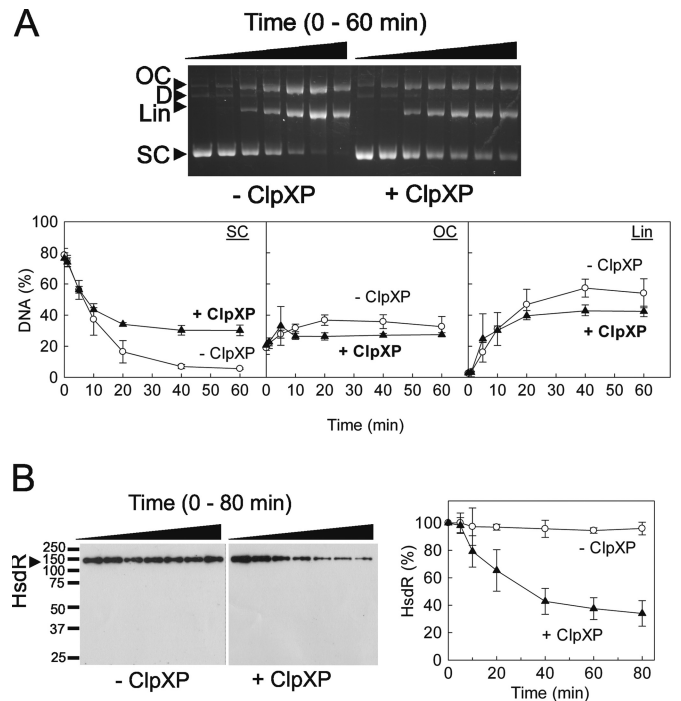 A
Time (0 - 60 min)
OC
D
Lin
SC
- ClpXP + ClpXP
100
80
60
40
20
0
DNA (%)
SC
+ ClpXP
- ClpXP
OC
- ClpXP
+ ClpXP
Lin
- ClpXP
+ ClpXP
0 10 20 30 40 50 60 0 10 20 30 40 50 60 0 10 20 30 40 50 60
Time (min)
B
Time (0 - 80 min)
HsdR
250
150
100
75
50
37
25
- ClpXP + ClpXP
100
80
60
40
20
0
HsdR (%)
- ClpXP
+ ClpXP
0 20 40 60 80
Time (min)